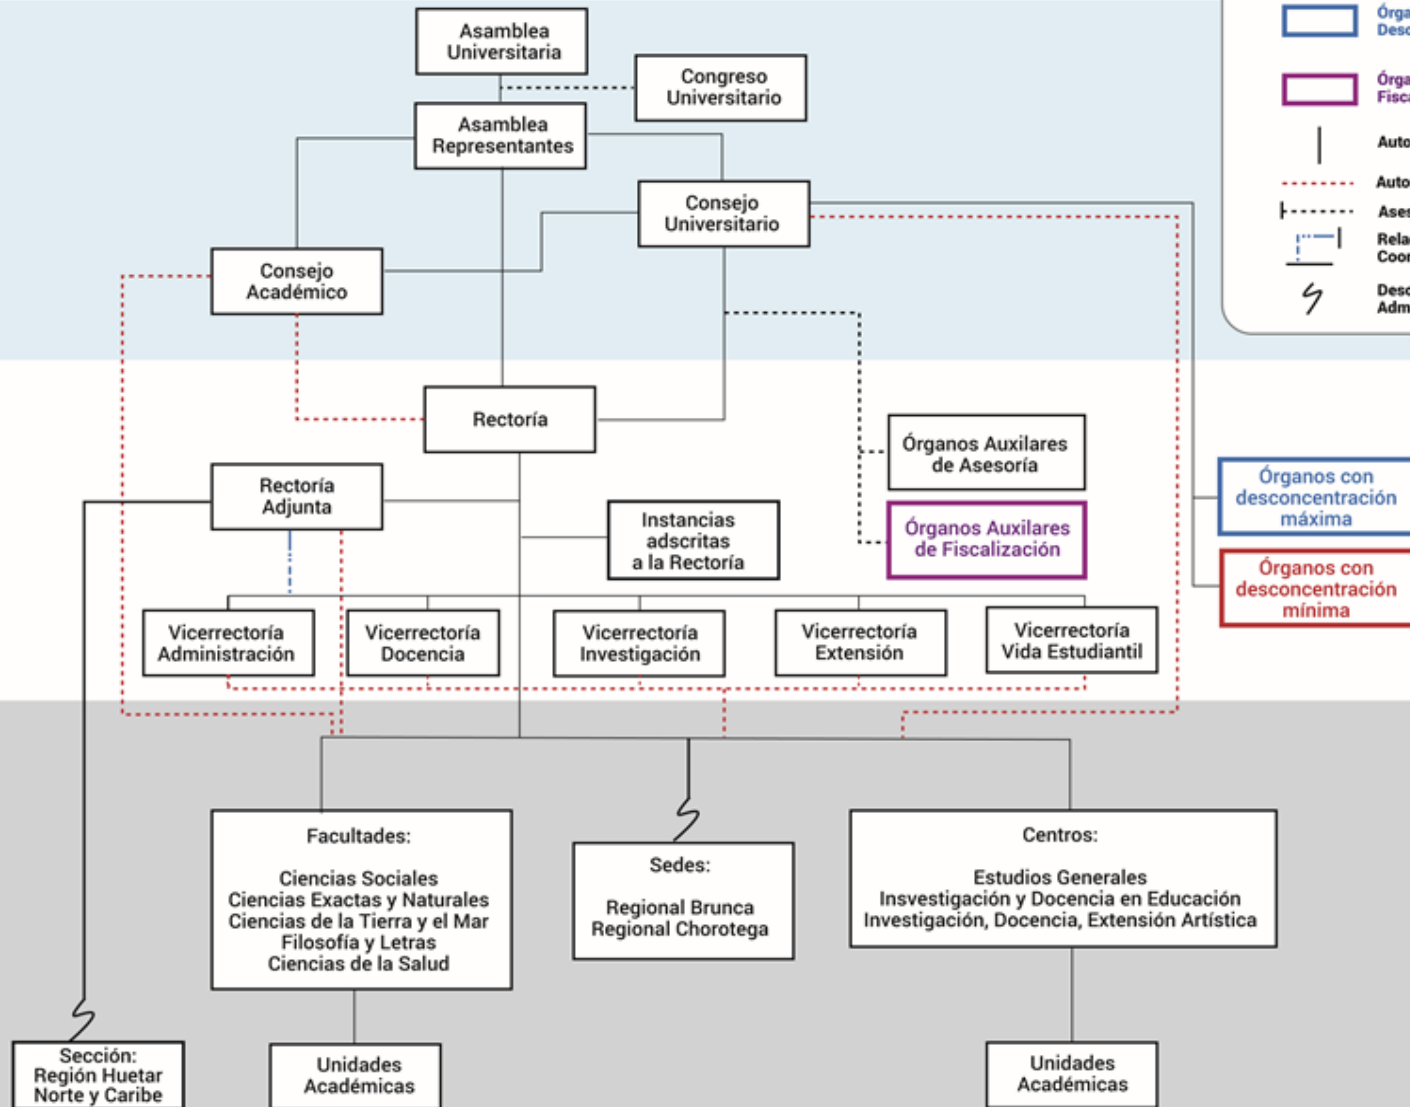 Asamblea
Universitaria
Congreso
Universitario
Asamblea
Representantes
Consejo
Universitario
Consejo
Académico
Rectoría
Rectoría
Adjunta
Instancias
adscritas
a la Rectoría
Órganos Auxilares
de Asesoría
Órganos Auxilares
de Fiscalización
Órganos con
desconcentración
máxima
Órganos con
desconcentración
mínima
Vicerrectoría
Administración
Vicerrectoría
Docencia
Vicerrectoría
Investigación
Vicerrectoría
Extensión
Vicerrectoría
Vida Estudiantil
Facultades:
Ciencias Sociales
Ciencias Exactas y Naturales
Ciencias de la Tierra y el Mar
Filosofía y Letras
Ciencias de la Salud
Sedes:
Regional Brunca
Regional Chorotega
Centros:
Estudios Generales
Insvestigación y Docencia en Educación
Investigación, Docencia, Extensión Artística
Sección:
Región Huetar
Norte y Caribe
Unidades
Académicas
Unidades
Académicas